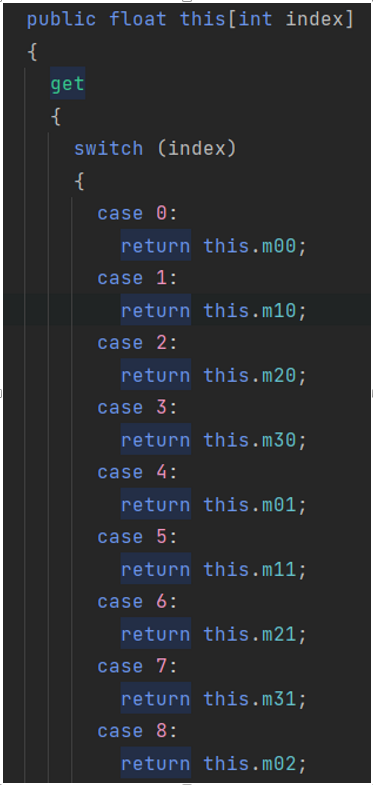 public float this[int index]
{
get
{
switch (index)
{
case 0:
return this.m00;
case 1:
return this.m10;
case 2:
return this.m20;
case 3:
return this.m30;
case 4:
return this.m01;
case 5:
return this.m11;
case 6:
return this.m21;
case 7:
return this.m31;
case 8:
return this.m02;